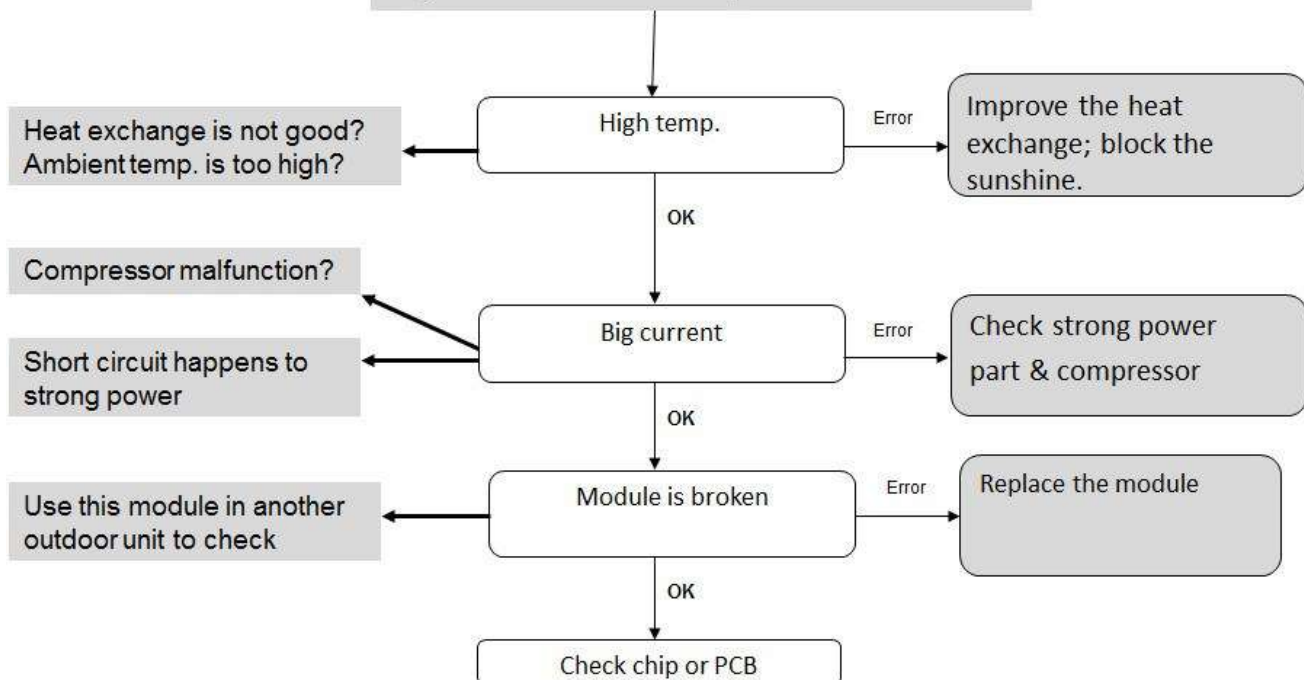 High temp.
Error
Improve the heat
exchange; block the
sunshine.
Heat exchange is not good?
Ambient temp. is too high?
OK
Compressor malfunction?
Big current
Error
Check strong power
part & compressor
Short circuit happens to
strong power
OK
Module is broken
Error
Replace the module
Use this module in another
outdoor unit to check
OK
Check chip or PCB